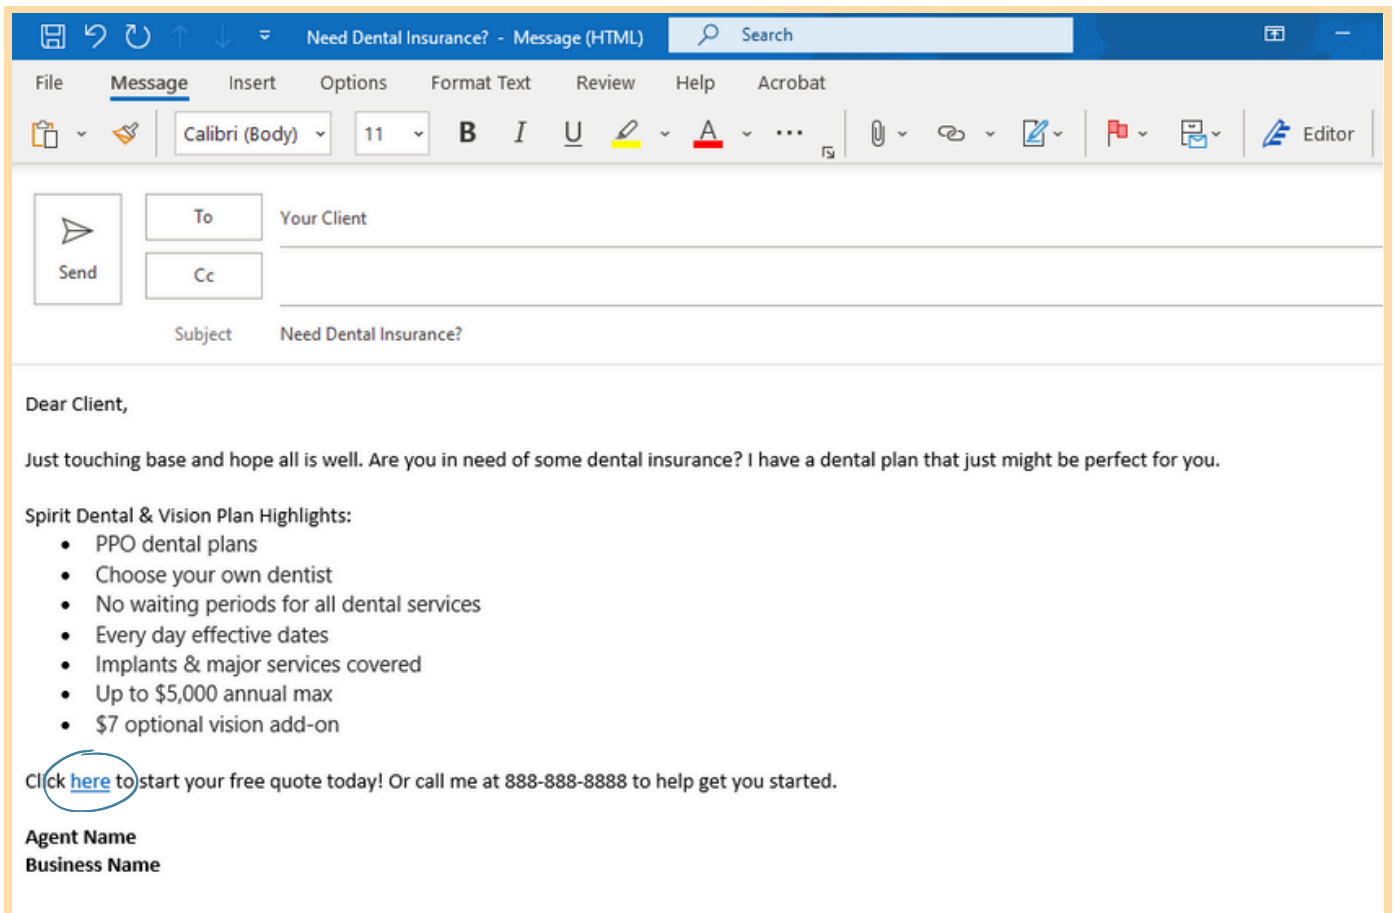 Need Dental Insurance? - Message (HTML)
Search
File Message Insert Options Format Text Review Help Acrobat
Calibri (Body) 11 B I U A Editor
To Your Client
Send
Cc
Subject Need Dental Insurance?
Dear Client,
Just touching base and hope all is well. Are you in need of some dental insurance? I have a dental plan that just might be perfect for you.
Spirit Dental & Vision Plan Highlights:
• PPO dental plans
• Choose your own dentist
• No waiting periods for all dental services
• Every day effective dates
• Implants & major services covered
• Up to $5,000 annual max
• $7 optional vision add-on
Click here to start your free quote today! Or call me at 888-888-8888 to help get you started.
Agent Name
Business Name